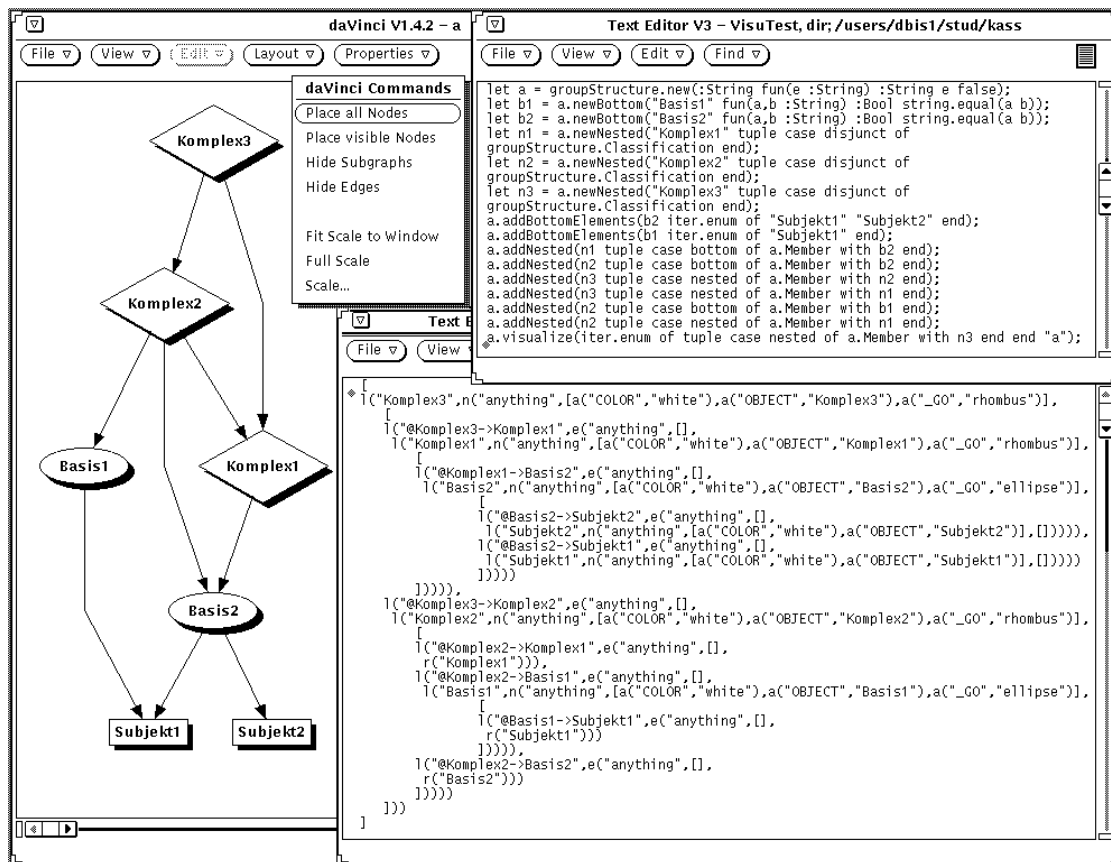 daVinci V1.4.2 – a
File View Edit Layout Properties
Komplex3
Komplex2
Basis1
Komplex1
Basis2
Subjekt1
Subjekt2
daVinci Commands
Place all Nodes
Place visible Nodes
Hide Subgraphs
Hide Edges
Fit Scale to Window
Full Scale
Scale...
Text Editor V3 – VisuTest, dir; /users/dbis1/stud/kass
File View Edit Find
let a = groupStructure.new(:String fun(e :String) :String e false);
let b1 = a.newBottom("Basis1" fun(a,b :String) :Bool string.equal(a b));
let b2 = a.newBottom("Basis2" fun(a,b :String) :Bool string.equal(a b));
let n1 = a.newNested("Komplex1" tuple case disjunct of
groupStructure.Classification end);
let n2 = a.newNested("Komplex2" tuple case disjunct of
groupStructure.Classification end);
let n3 = a.newNested("Komplex3" tuple case disjunct of
groupStructure.Classification end);
a.addBottomElements(b2 iter.enum of "Subjekt1" "Subjekt2" end);
a.addBottomElements(b1 iter.enum of "Subjekt1" end);
a.addNested(n1 tuple case bottom of a.Member with b2 end);
a.addNested(n2 tuple case bottom of a.Member with b2 end);
a.addNested(n3 tuple case nested of a.Member with n2 end);
a.addNested(n3 tuple case nested of a.Member with n1 end);
a.addNested(n2 tuple case bottom of a.Member with b1 end);
a.addNested(n2 tuple case nested of a.Member with n1 end);
a.visualize(iter.enum of tuple case nested of a.Member with n3 end end "a");
Text
File View
[
l("Komplex3",n("anything",[a("COLOR","white"),a("OBJECT","Komplex3"),a("_GO","rhombus")],
[
l("@Komplex3->Komplex1",e("anything",[],
l("Komplex1",n("anything",[a("COLOR","white"),a("OBJECT","Komplex1"),a("_GO","rhombus")],
[
l("@Komplex1->Basis2",e("anything",[],
l("Basis2",n("anything",[a("COLOR","white"),a("OBJECT","Basis2"),a("_GO","ellipse")],
[
l("@Basis2->Subjekt2",e("anything",[],
l("Subjekt2",n("anything",[a("COLOR","white"),a("OBJECT","Subjekt2")],[])))),
l("@Basis2->Subjekt1",e("anything",[],
l("Subjekt1",n("anything",[a("COLOR","white"),a("OBJECT","Subjekt1")],[]))))
]))))
])))),
l("@Komplex3->Komplex2",e("anything",[],
l("Komplex2",n("anything",[a("COLOR","white"),a("OBJECT","Komplex2"),a("_GO","rhombus")],
[
l("@Komplex2->Komplex1",e("anything",[],
r("Komplex1"))),
l("@Komplex2->Basis1",e("anything",[],
l("Basis1",n("anything",[a("COLOR","white"),a("OBJECT","Basis1"),a("_GO","ellipse")],
[
l("@Basis1->Subjekt1",e("anything",[],
r("Subjekt1")))
])))),
l("@Komplex2->Basis2",e("anything",[],
r("Basis2")))
]))))
]))
]